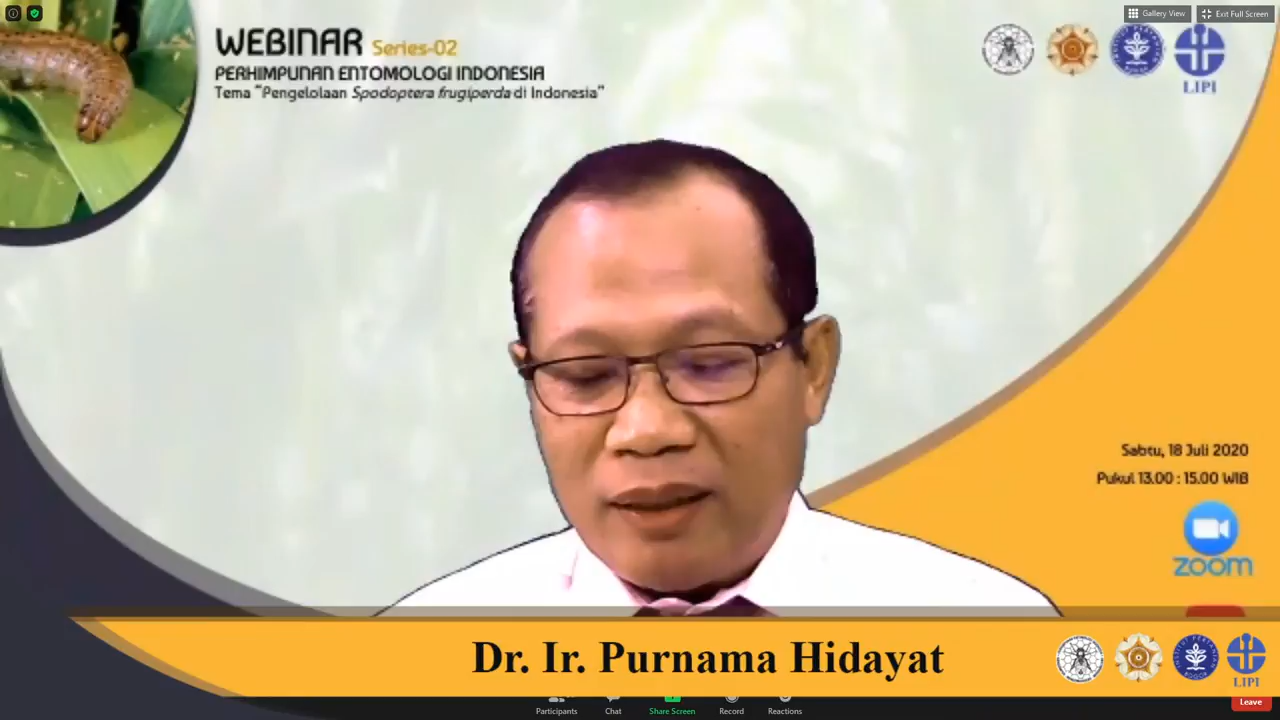 Gallery View
Exit Full Screen
WEBINAR Series-02
PERHIMPUNAN ENTOMOLOGI INDONESIA
Tema "Pengelolaan Spodoptera frugiperda di Indonesia"
LIPI
Sabtu, 18 Juli 2020
Pukul 13.00 : 15.00 WIB
zoom
Dr. Ir. Purnama Hidayat
LIPI
Participants
Chat
Share Screen
Record
Reactions
Leave